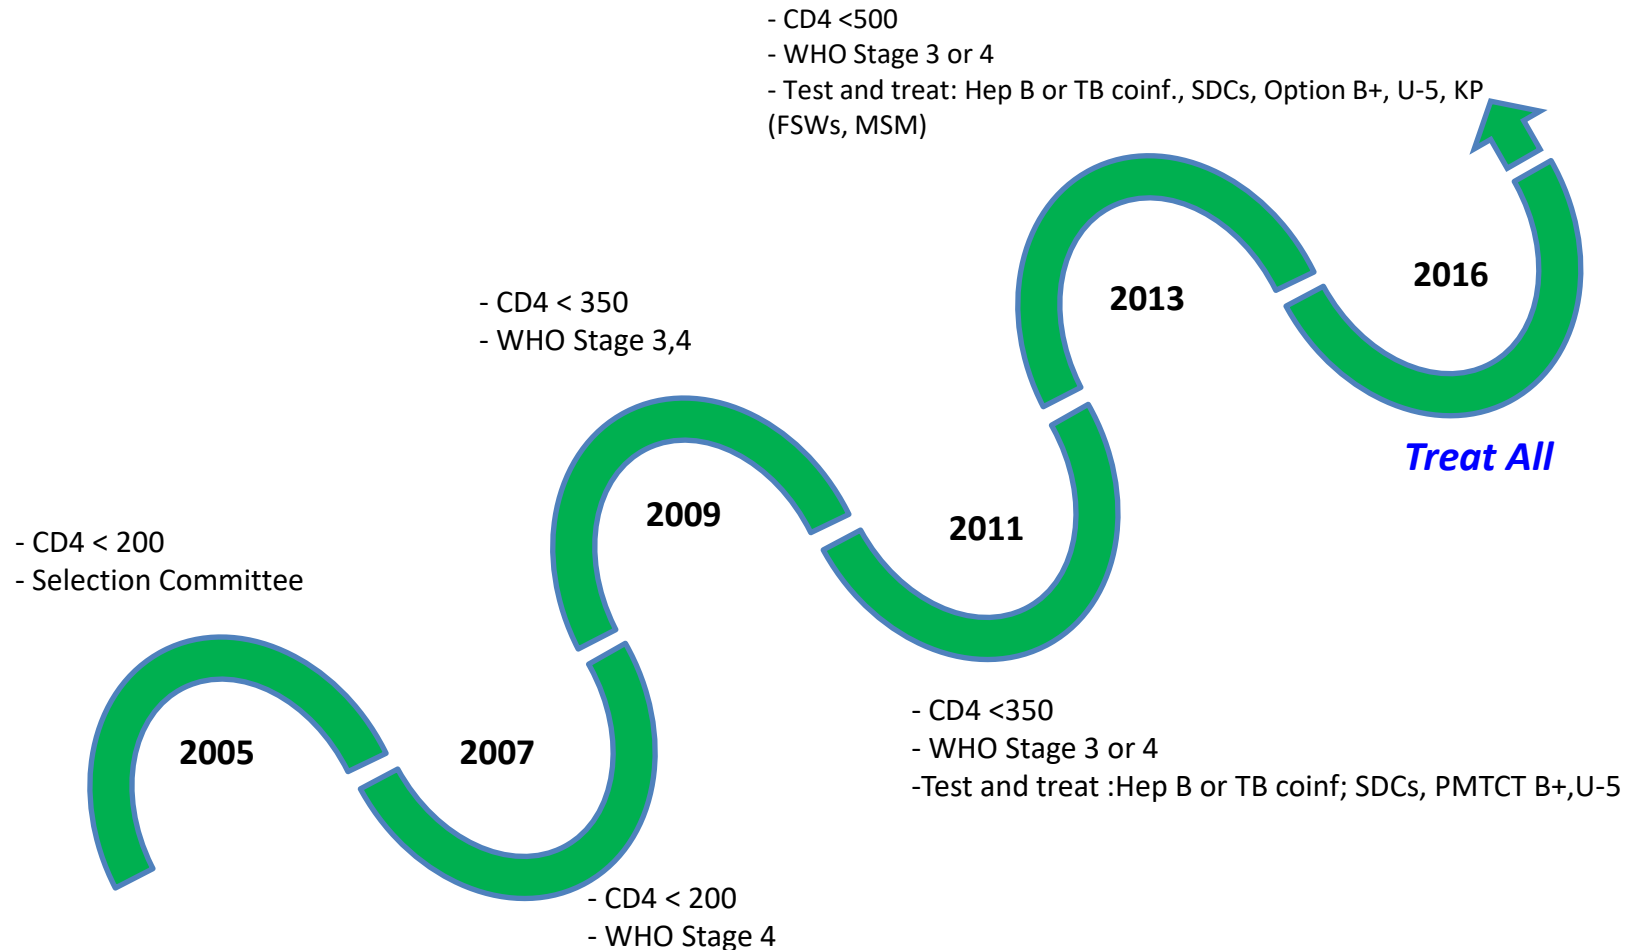 - CD4 <500
- WHO Stage 3 or 4
- Test and treat: Hep B or TB coinf., SDCs, Option B+, U-5, KP
(FSWs, MSM)
2016
2013
- CD4 < 350
- WHO Stage 3,4
Treat All
2009
2011
- CD4 < 200
- Selection Committee
2005
2007
- CD4 <350
- WHO Stage 3 or 4
-Test and treat :Hep B or TB coinf; SDCs, PMTCT B+,U-5
- CD4 < 200
- WHO Stage 4